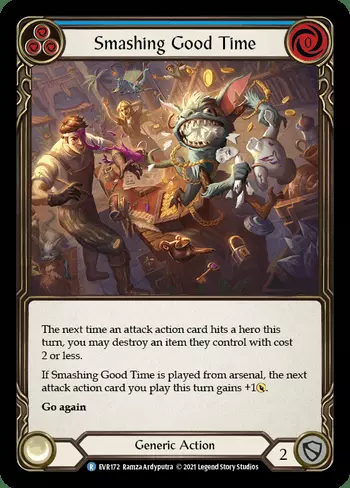 Smashing Good Time
0
The next time an attack action card hits a hero this
turn, you may destroy an item they control with cost
2 or less.
If Smashing Good Time is played from arsenal, the next
attack action card you play this turn gains +1
Go again
Generic Action
2
R EVR172 Ramza Ardyputra © 2021 Legend Story Studios